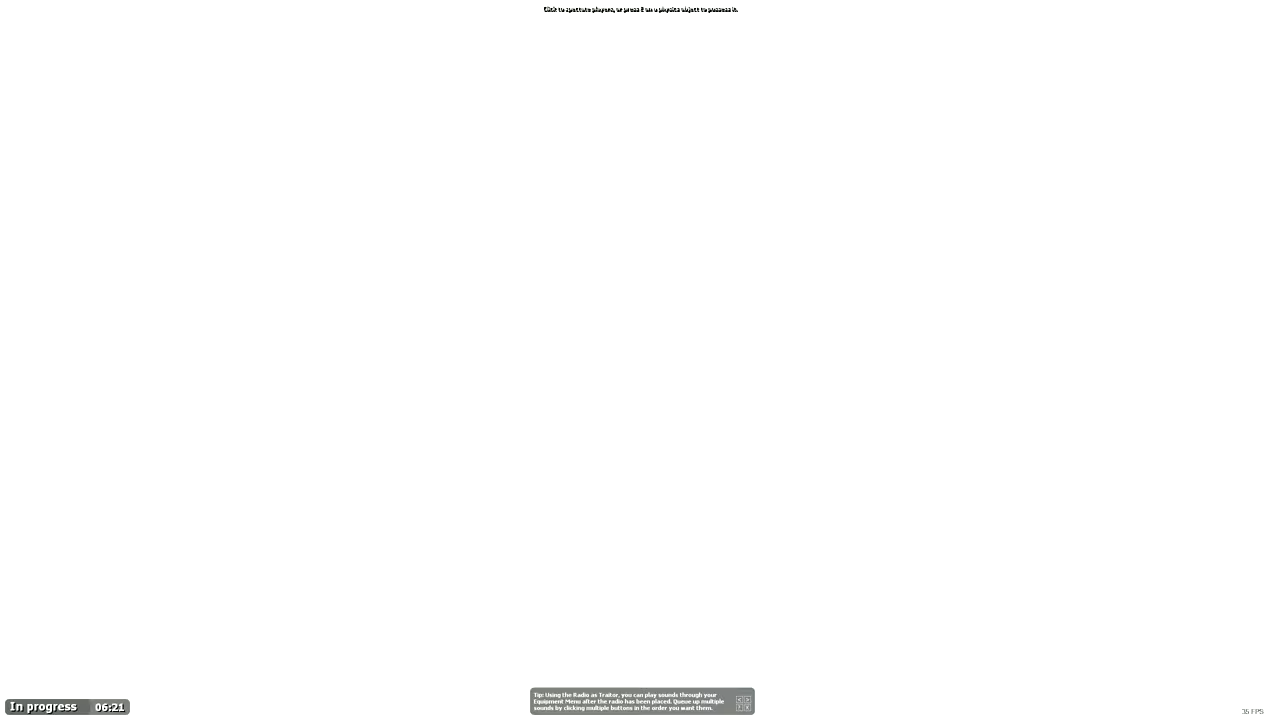 Click to spectate players, or press E on a physics object to possess it.
Tip: Using the Radio as Traitor, you can play sounds through your
Equipment Menu after the radio has been placed. Queue up multiple
sounds by clicking multiple buttons in the order you want them.
In progress 06:21
FPS